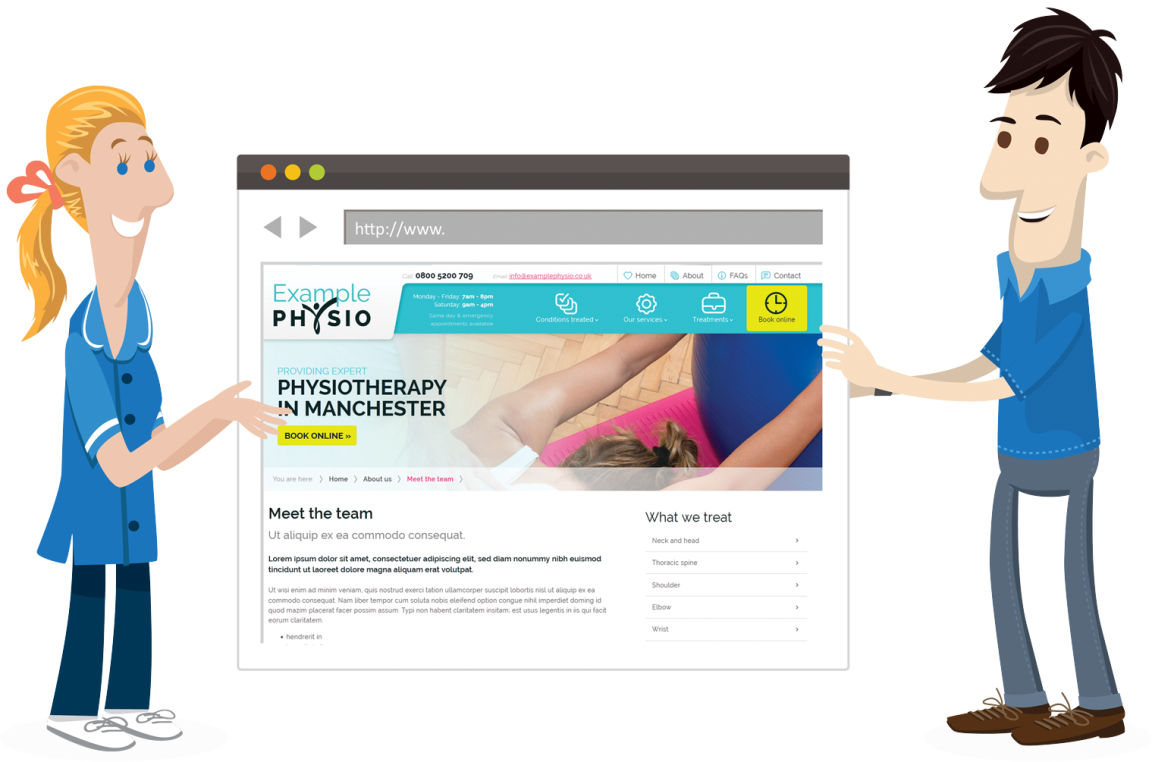 http://www.
Call 0800 5200 709
Email info@examplephysio.co.uk
Home
About
FAQs
Contact
Example
PHYSIO
Monday - Friday 7am - 8pm
Saturday 9am - 4pm
Same day & emergency
appointments available
Conditions treated
Our services
Treatments
Book online
PROVIDING EXPERT
PHYSIOTHERAPY
IN MANCHESTER
BOOK ONLINE »
You are here: Home About us Meet the team
Meet the team
Ut aliquip ex ea commodo consequat.
Lorem ipsum dolor sit amet, consectetuer adipiscing elit, sed diam nonummy nibh euismod
tincidunt ut laoreet dolore magna aliquam erat volutpat.
Ut wisi enim ad minim veniam, quis nostrud exerci tation ullamcorper suscipit lobortis nisl ut aliquip ex ea
commodo consequat. Nam liber tempor cum soluta nobis eleifend option congue nihil imperdiet doming id
quod mazim placerat facer possim assum. Typi non habent claritatem insitam; est usus legentis in iis qui facit
eorum claritatem.
• hendrerit in
What we treat
Neck and head
Thoracic spine
Shoulder
Elbow
Wrist